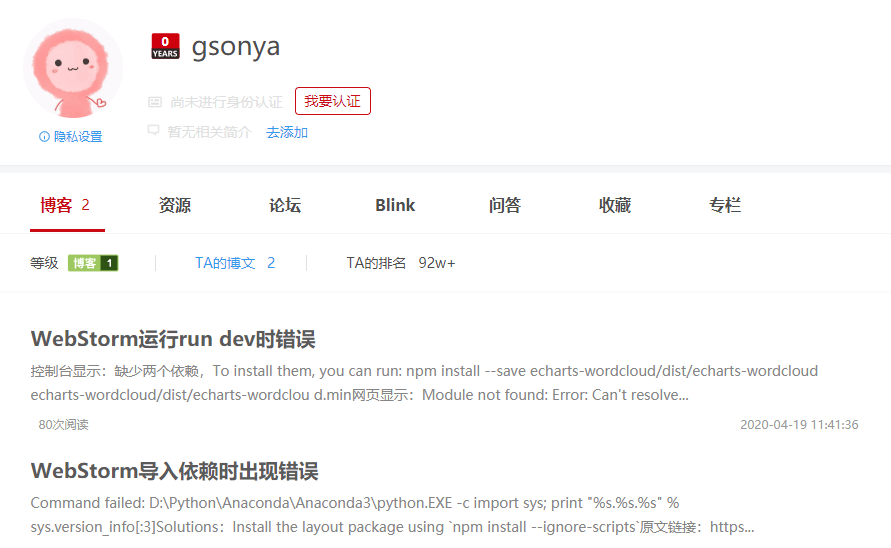 0
YEARS
gsonya
尚未进行身份认证 我要认证
隐私设置
暂无相关简介 去添加
博客 2 资源 论坛 Blink 问答 收藏 专栏
等级 博客 1 TA的博文 2 TA的排名 92w+
WebStorm运行run dev时错误
控制台显示：缺少两个依赖，To install them, you can run: npm install --save echarts-wordcloud/dist/echarts-wordcloud
echarts-wordcloud/dist/echarts-wordclou d.min网页显示：Module not found: Error: Can't resolve...
80次阅读 2020-04-19 11:41:36
WebStorm导入依赖时出现错误
Command failed: D:\Python\Anaconda\Anaconda3\python.EXE -c import sys; print "%s.%s.%s" %
sys.version_info[:3]Solutions：Install the layout package using `npm install --ignore-scripts`原文链接：https...